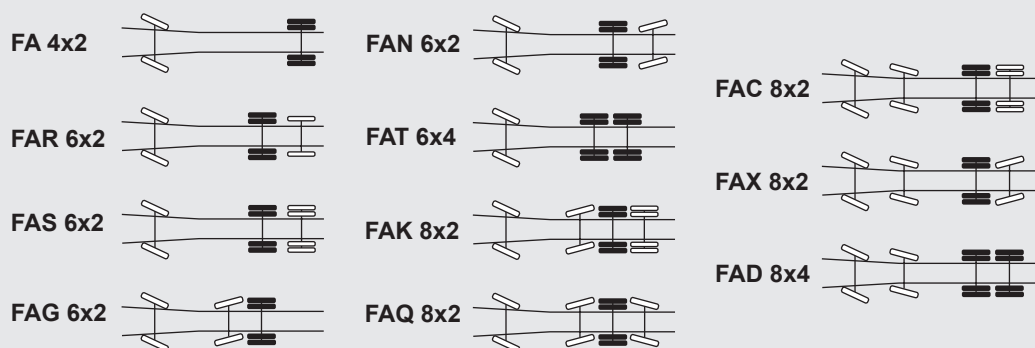 FA 4x2
FAR 6x2
FAS 6x2
FAG 6x2
FAN 6x2
FAT 6x4
FAK 8x2
FAQ 8x2
FAC 8x2
FAX 8x2
FAD 8x4